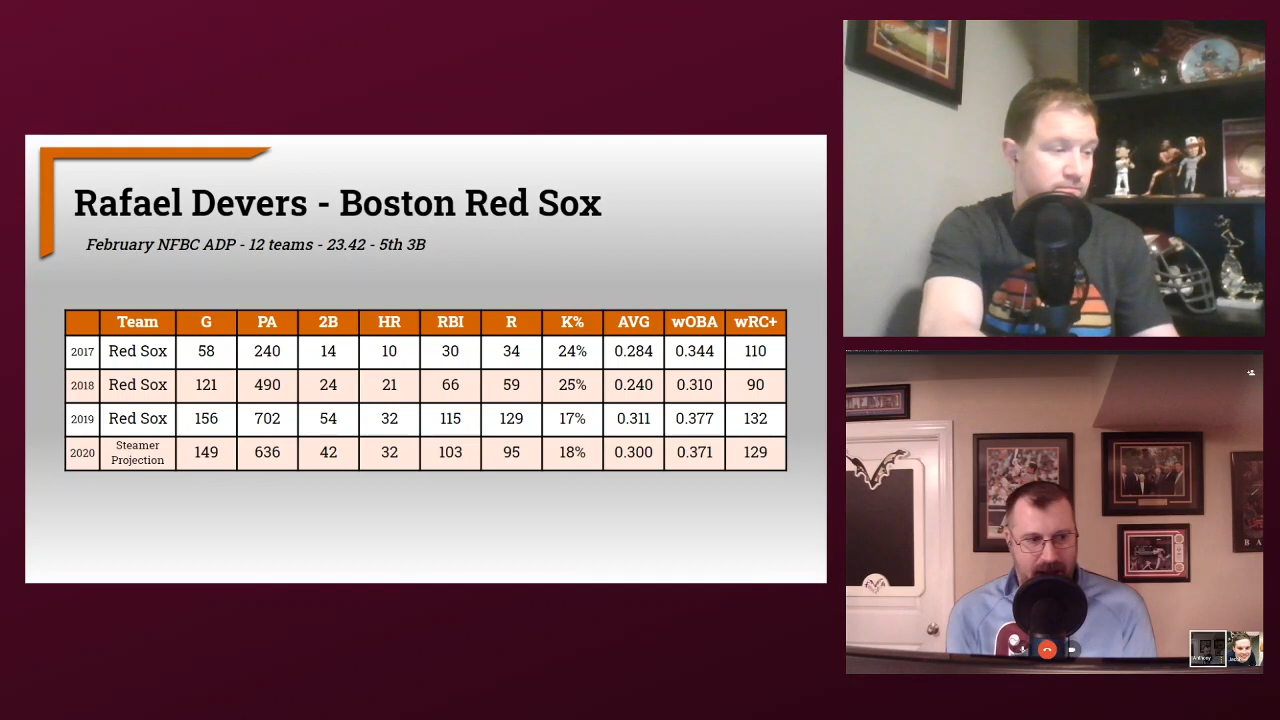 Rafael Devers - Boston Red Sox
February NFBC ADP - 12 teams - 23.42 - 5th 3B
Team G PA 2B HR RBI R K% AVG wOBA wRC+
2017 Red Sox 58 240 14 10 30 34 24% 0.284 0.344 110
2018 Red Sox 121 490 24 21 66 59 25% 0.240 0.310 90
2019 Red Sox 156 702 54 32 115 129 17% 0.311 0.377 132
2020 Steamer Projection 149 636 42 32 103 95 18% 0.300 0.371 129
B A
Anthony